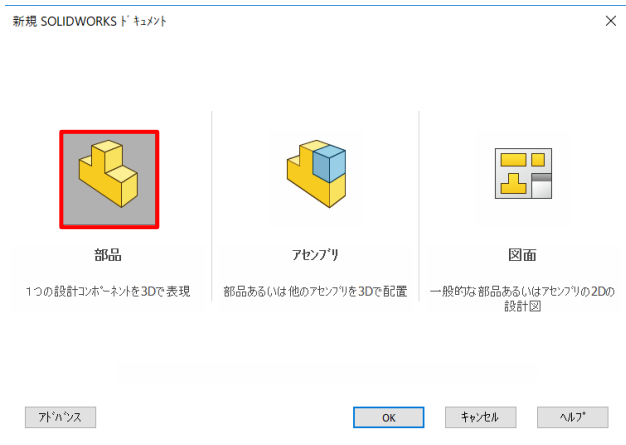 新規 SOLIDWORKS ﾄﾞｷｭﾒﾝﾄ
部品
ｱｾﾝﾌﾞﾘ
図面
1つの設計ｺﾝﾎﾟｰﾈﾝﾄを3Dで表現
部品あるいは他のｱｾﾝﾌﾞﾘを3Dで配置
一般的な部品あるいはｱｾﾝﾌﾞﾘの2Dの
設計図
ｱﾄﾞﾊﾞﾝｽ
OK
ｷｬﾝｾﾙ
ﾍﾙﾌﾟ